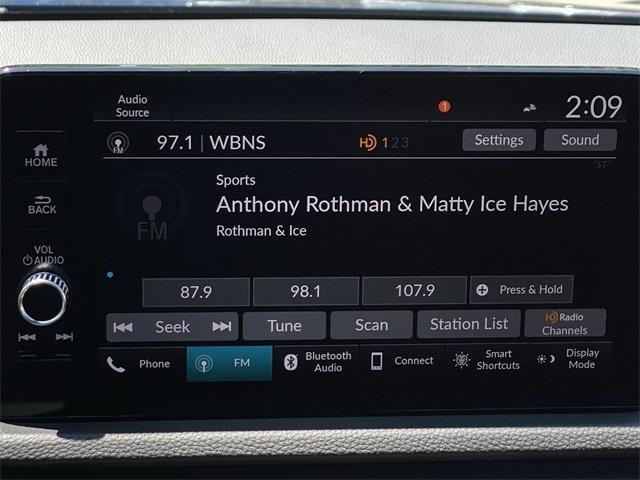 Audio
Source
1
2:09
FM
97.1 | WBNS
HD 1 2 3
Settings
Sound
HOME
"ST"
Sports
Anthony Rothman & Matty Ice Hayes
Rothman & Ice
FM
BACK
VOL
AUDIO
87.9
98.1
107.9
Press & Hold
Seek
Tune
Scan
Station List
HD Radio
Channels
Phone
FM
Bluetooth
Audio
Connect
Smart
Shortcuts
Display
Mode